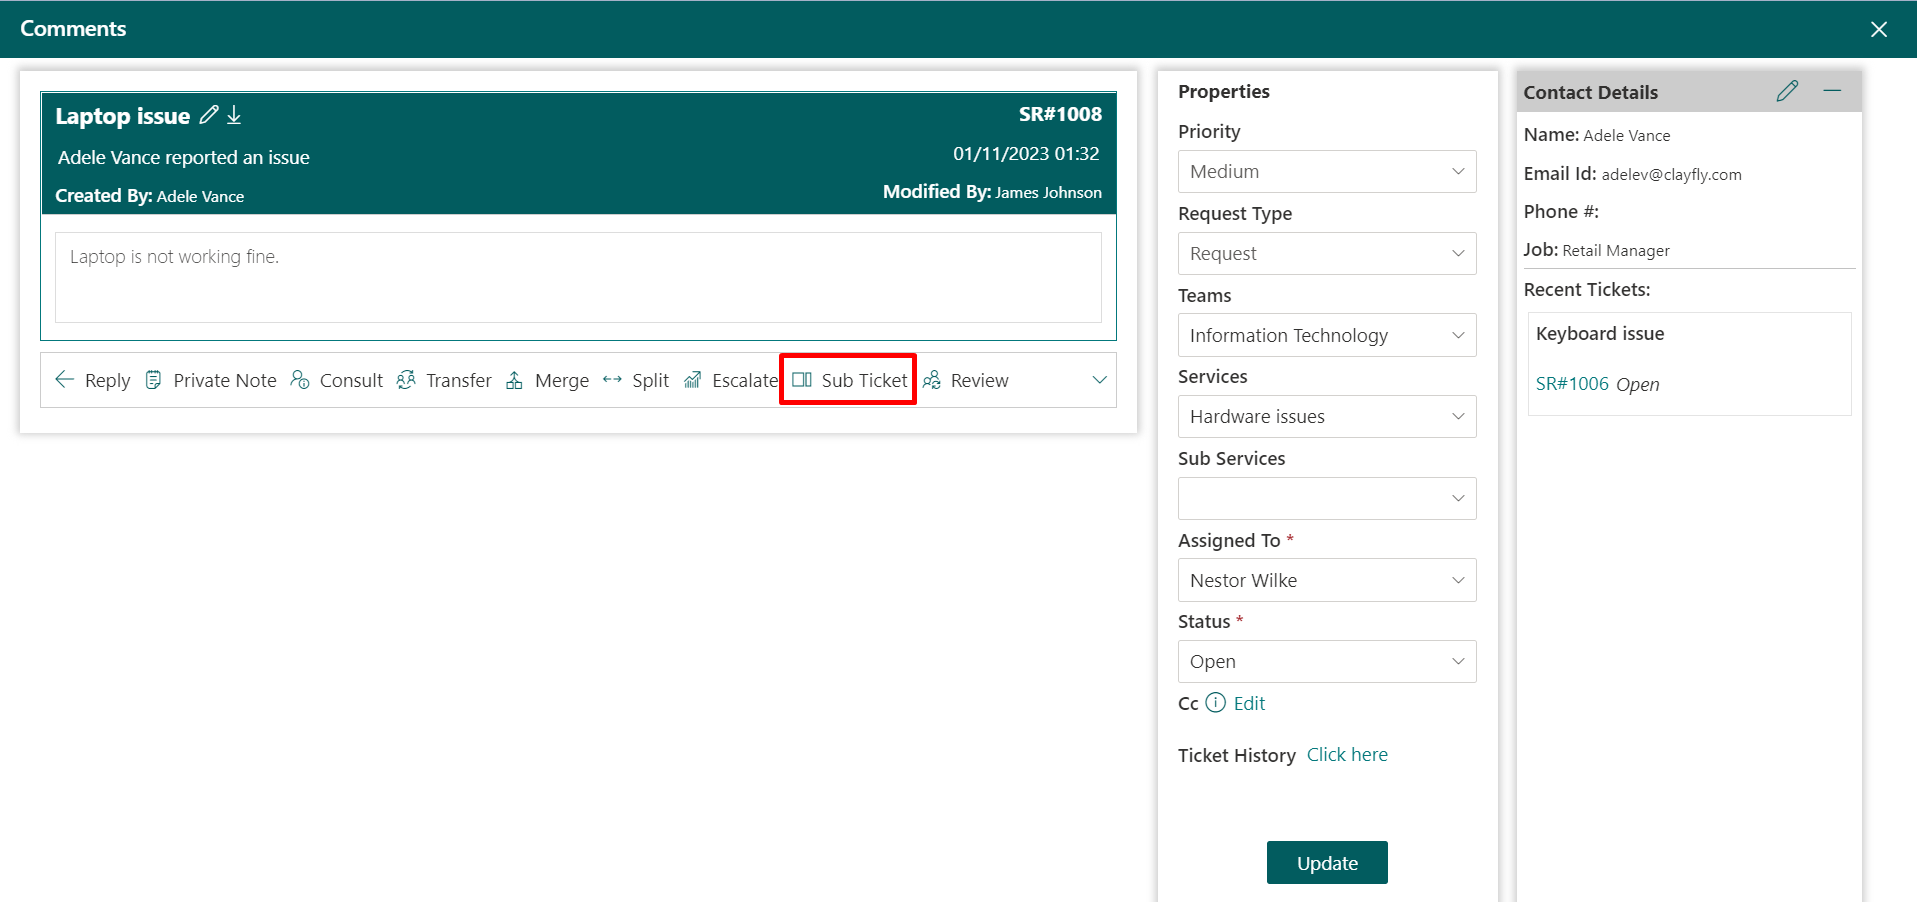 Comments
Laptop issue
SR#1008
Adele Vance reported an issue
01/11/2023 01:32
Created By: Adele Vance
Modified By: James Johnson
Laptop is not working fine.
Reply Private Note Consult Transfer Merge Split Escalate Sub Ticket Review
Properties
Priority
Medium
Request Type
Request
Teams
Information Technology
Services
Hardware issues
Sub Services
Assigned To *
Nestor Wilke
Status *
Open
Cc Edit
Ticket History Click here
Update
Contact Details
Name: Adele Vance
Email Id: adelev@clayfly.com
Phone #:
Job: Retail Manager
Recent Tickets:
Keyboard issue
SR#1006 Open